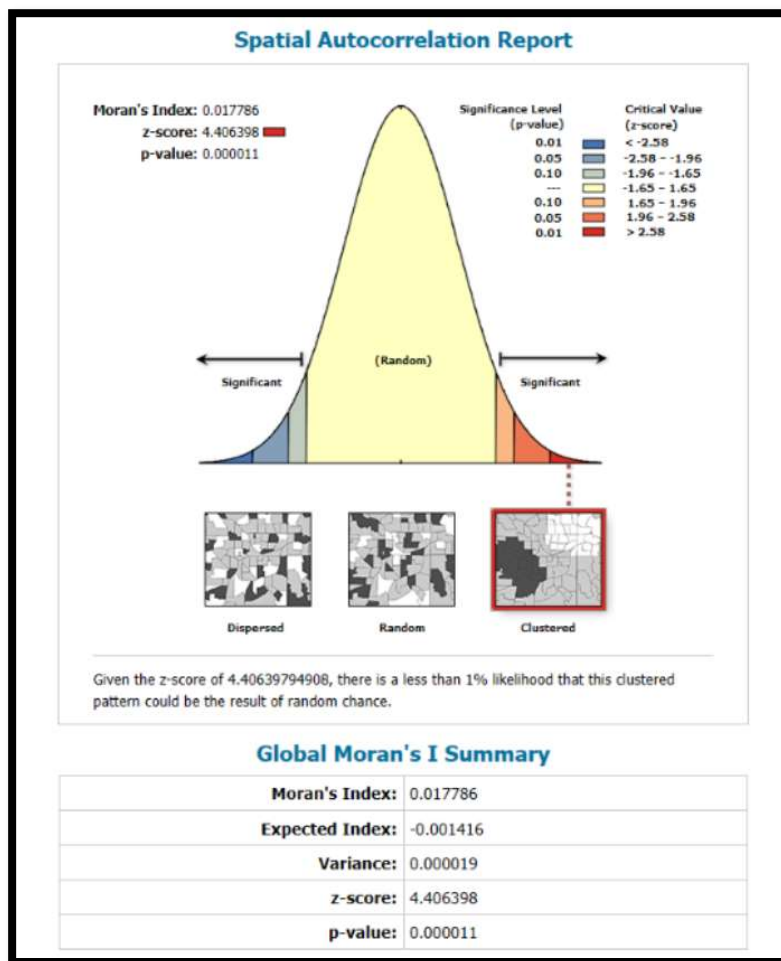 Spatial Autocorrelation Report
Moran's Index: 0.017786
z-score: 4.406398
p-value: 0.000011
Significance Level (p-value) Critical Value (z-score)
0.01 < -2.58
0.05 -2.58 – -1.96
0.10 -1.96 – -1.65
--- -1.65 – 1.65
0.10 1.65 – 1.96
0.05 1.96 – 2.58
0.01 > 2.58
Significant (Random) Significant
Dispersed Random Clustered
Given the z-score of 4.40639794908, there is a less than 1% likelihood that this clustered
pattern could be the result of random chance.
Global Moran's I Summary
Moran's Index: 0.017786
Expected Index: -0.001416
Variance: 0.000019
z-score: 4.406398
p-value: 0.000011